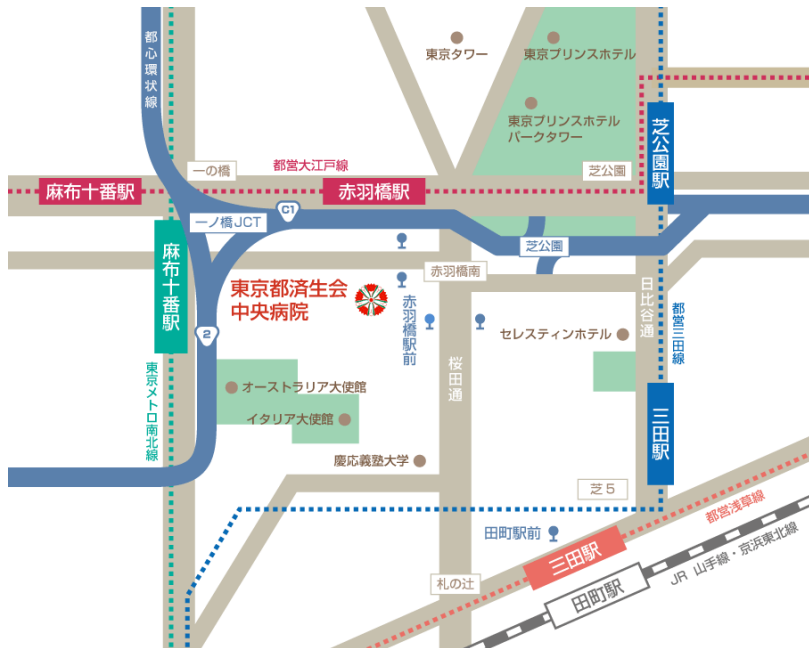 都心環状線
東京タワー
東京プリンスホテル
東京プリンスホテル
パークタワー
芝公園駅
一の橋
都営大江戸線
芝公園
麻布十番駅
赤羽橋駅
C1
一ノ橋JCT
芝公園
麻布十番駅
赤羽橋南
東京都済生会
中央病院
赤羽橋駅前
日比谷通
都営三田線
2
セレスティンホテル
桜田通
東京メトロ南北線
オーストラリア大使館
イタリア大使館
三田駅
慶応義塾大学
芝5
都営浅草線
田町駅前
三田駅
JR 山手線・京浜東北線
札の辻
田町駅